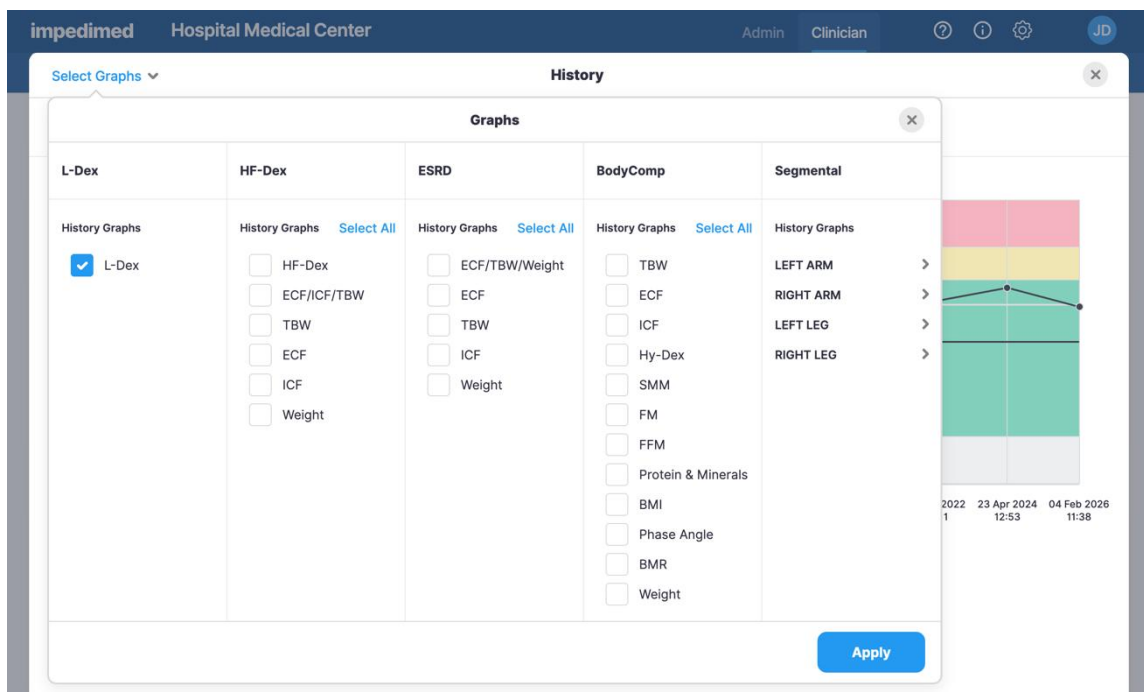 impedimed Hospital Medical Center Admin Clinician JD
Select Graphs History
Graphs
L-Dex HF-Dex ESRD BodyComp Segmental
History Graphs
L-Dex
History Graphs Select All
HF-Dex
ECF/ICF/TBW
TBW
ECF
ICF
Weight
History Graphs Select All
ECF/TBW/Weight
ECF
TBW
ICF
Weight
History Graphs Select All
TBW
ECF
ICF
Hy-Dex
SMM
FM
FFM
Protein & Minerals
BMI
Phase Angle
BMR
Weight
History Graphs
LEFT ARM
RIGHT ARM
LEFT LEG
RIGHT LEG
2022 23 Apr 2024 04 Feb 2026
1 12:53 11:38
Apply